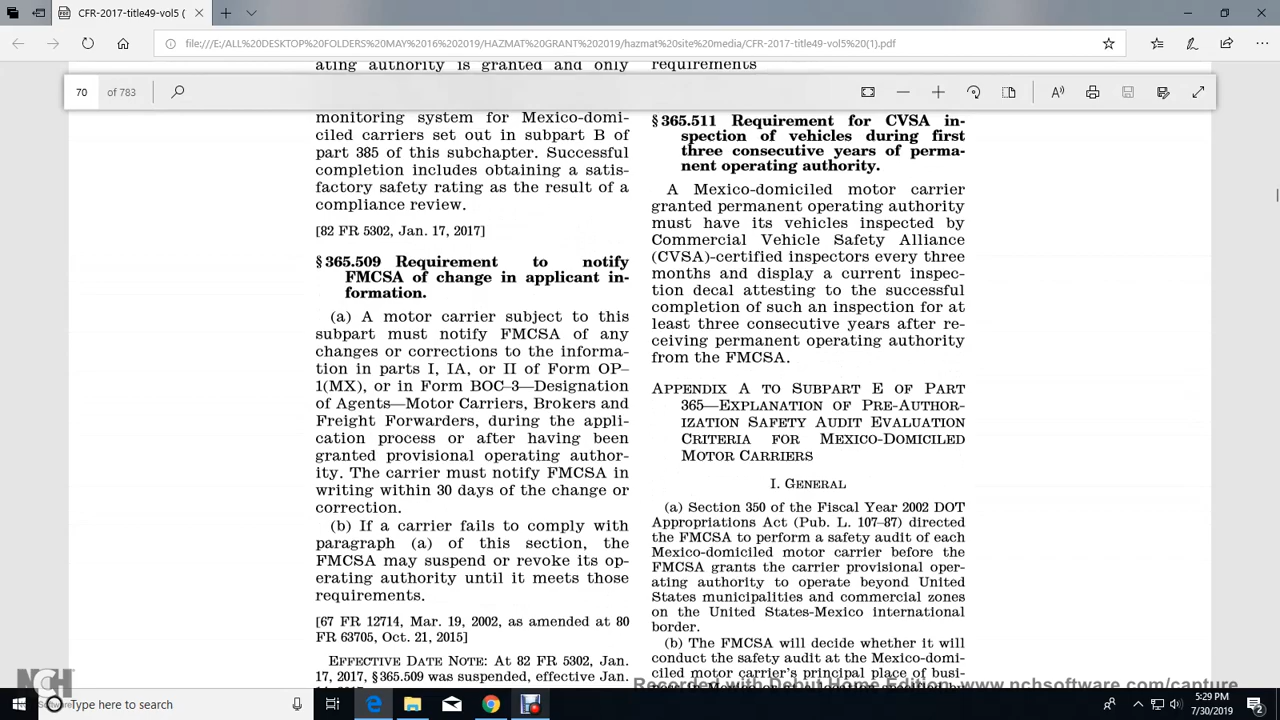 CFR-2017-title49-vol5 (
file:///E:/ALL%20DESKTOP%20FOLDERS%20MAY%2016%202019/HAZMAT%20GRANT%202019/hazmat%20site%20media/CFR-2017-title49-vol5%20(1).pdf
70 of 783
ating authority is granted and only
monitoring system for Mexico-domi-
ciled carriers set out in subpart B of
part 385 of this subchapter. Successful
completion includes obtaining a satis-
factory safety rating as the result of a
compliance review.
[82 FR 5302, Jan. 17, 2017]
§ 365.509 Requirement to notify
FMCSA of change in applicant in-
formation.
(a) A motor carrier subject to this
subpart must notify FMCSA of any
changes or corrections to the informa-
tion in parts I, IA, or II of Form OP–
1(MX), or in Form BOC–3—Designation
of Agents—Motor Carriers, Brokers and
Freight Forwarders, during the appli-
cation process or after having been
granted provisional operating author-
ity. The carrier must notify FMCSA in
writing within 30 days of the change or
correction.
(b) If a carrier fails to comply with
paragraph (a) of this section, the
FMCSA may suspend or revoke its op-
erating authority until it meets those
requirements.
[67 FR 12714, Mar. 19, 2002, as amended at 80
FR 63705, Oct. 21, 2015]
EFFECTIVE DATE NOTE: At 82 FR 5302, Jan.
17, 2017, § 365.509 was suspended, effective Jan.
requirements
§ 365.511 Requirement for CVSA in-
spection of vehicles during first
three consecutive years of perma-
nent operating authority.
A Mexico-domiciled motor carrier
granted permanent operating authority
must have its vehicles inspected by
Commercial Vehicle Safety Alliance
(CVSA)-certified inspectors every three
months and display a current inspec-
tion decal attesting to the successful
completion of such an inspection for at
least three consecutive years after re-
ceiving permanent operating authority
from the FMCSA.
APPENDIX A TO SUBPART E OF PART
365—EXPLANATION OF PRE-AUTHOR-
IZATION SAFETY AUDIT EVALUATION
CRITERIA FOR MEXICO-DOMICILED
MOTOR CARRIERS
I. GENERAL
(a) Section 350 of the Fiscal Year 2002 DOT
Appropriations Act (Pub. L. 107–87) directed
the FMCSA to perform a safety audit of each
Mexico-domiciled motor carrier before the
FMCSA grants the carrier provisional oper-
ating authority to operate beyond United
States municipalities and commercial zones
on the United States-Mexico international
border.
(b) The FMCSA will decide whether it will
conduct the safety audit at the Mexico-domi-
ciled motor carrier's principal place of busi-
Recorded with Debut Home Edition www.nchsoftware.com/capture
NCH
Software
Type here to search
5:29 PM
7/30/2019
2